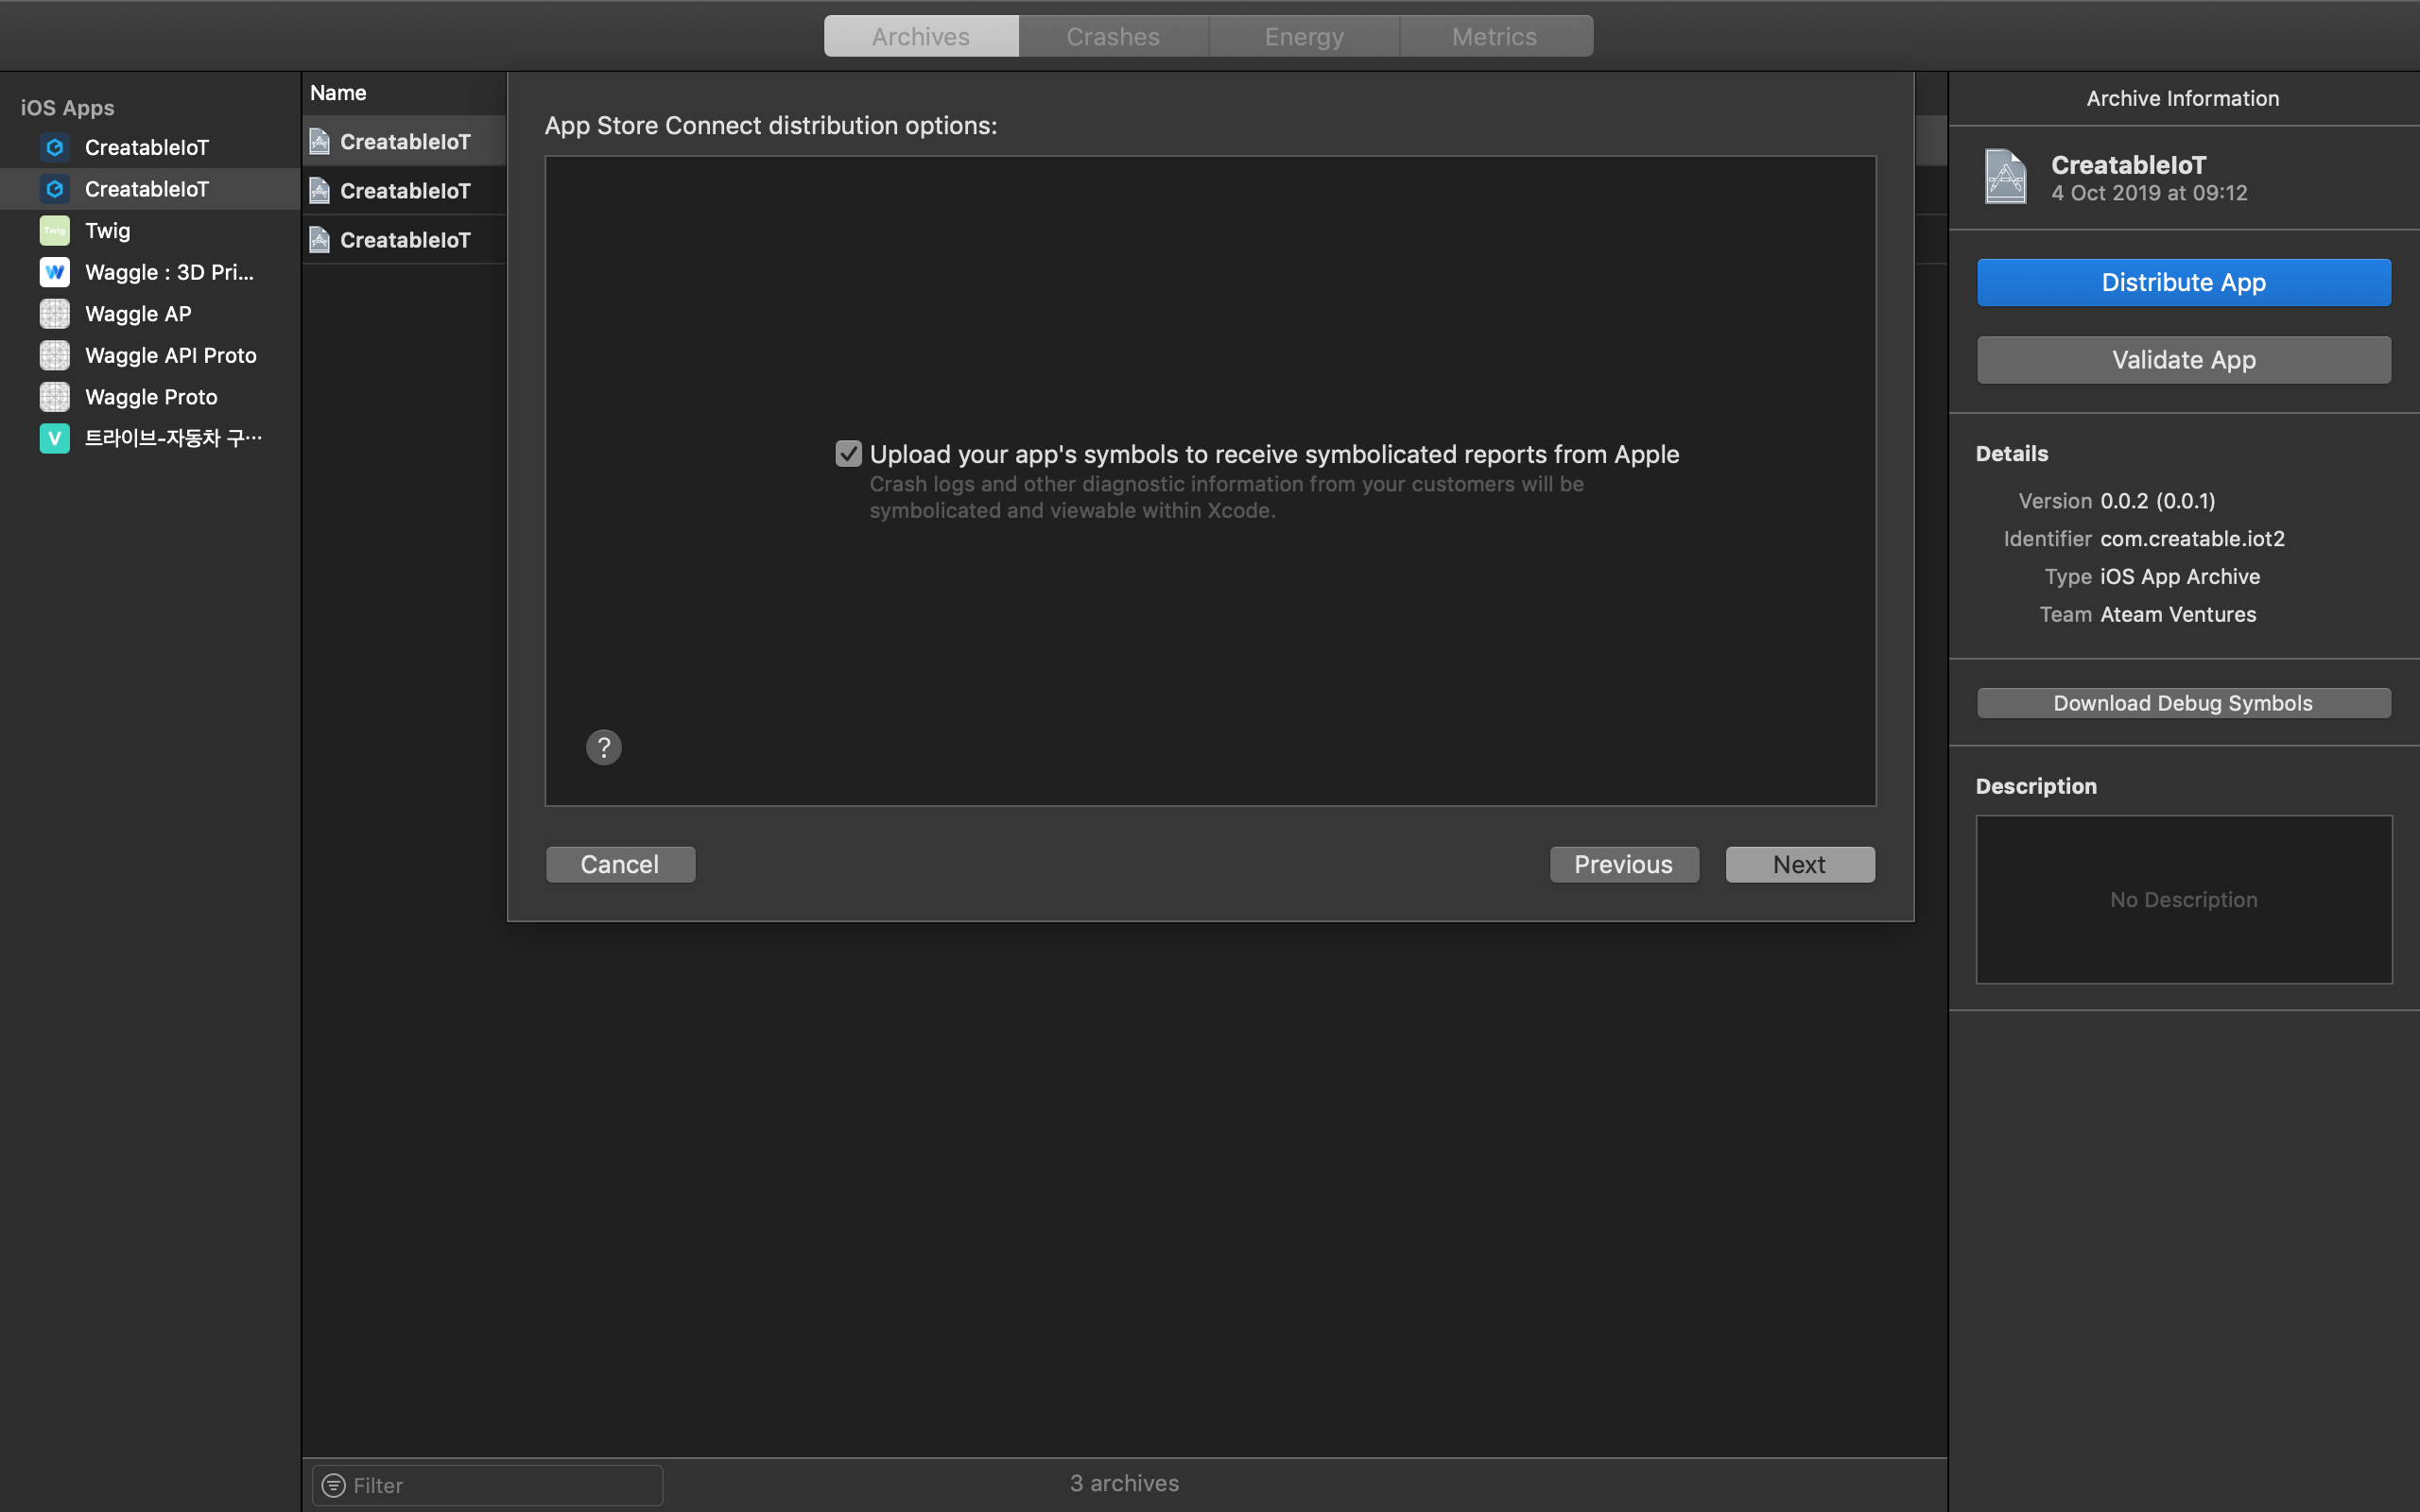 Archives
Crashes
Energy
Metrics
iOS Apps
CreatableIoT
CreatableIoT
Twig
Twig
W
Waggle : 3D Pri...
Waggle AP
Waggle API Proto
Waggle Proto
V
트라이브-자동차 구…
Name
CreatableIoT
CreatableIoT
CreatableIoT
App Store Connect distribution options:
Upload your app's symbols to receive symbolicated reports from Apple
Crash logs and other diagnostic information from your customers will be
symbolicated and viewable within Xcode.
?
Cancel
Previous
Next
Filter
3 archives
Archive Information
CreatableIoT
4 Oct 2019 at 09:12
Distribute App
Validate App
Details
Version 0.0.2 (0.0.1)
Identifier com.creatable.iot2
Type iOS App Archive
Team Ateam Ventures
Download Debug Symbols
Description
No Description